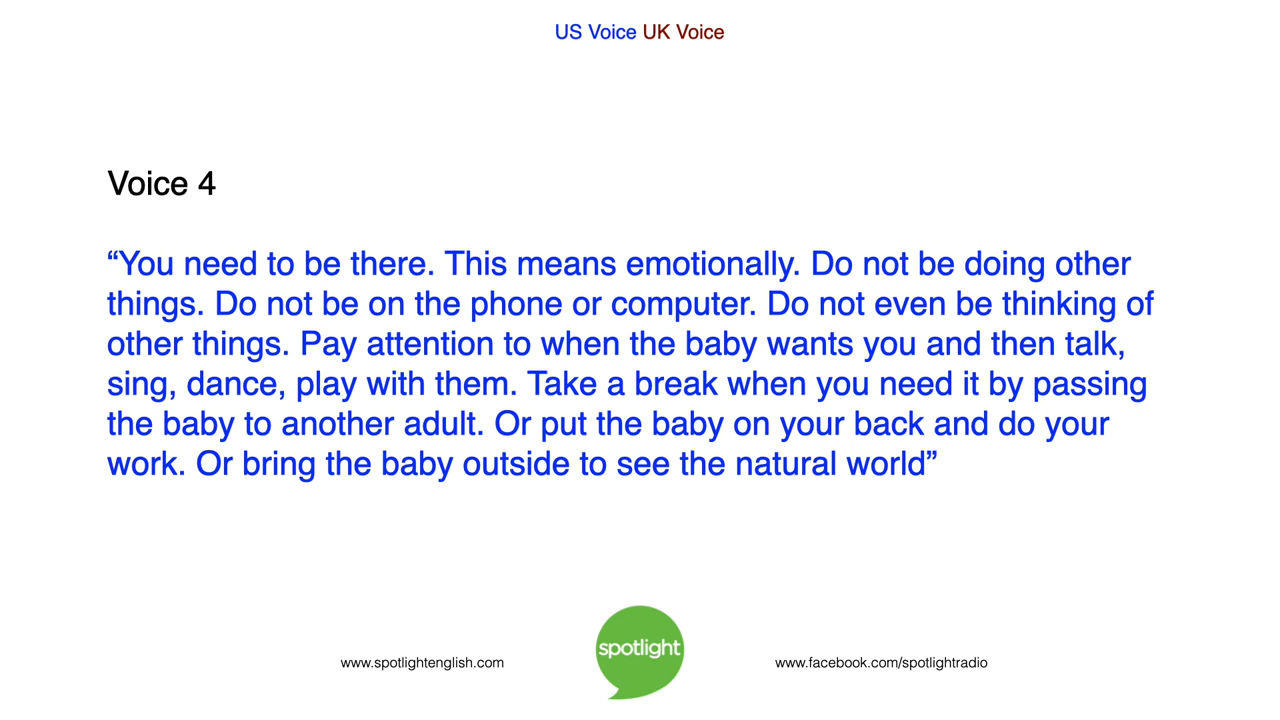 US Voice UK Voice
Voice 4
“You need to be there. This means emotionally. Do not be doing other
things. Do not be on the phone or computer. Do not even be thinking of
other things. Pay attention to when the baby wants you and then talk,
sing, dance, play with them. Take a break when you need it by passing
the baby to another adult. Or put the baby on your back and do your
work. Or bring the baby outside to see the natural world”
www.spotlightenglish.com
spotlight
www.facebook.com/spotlightradio